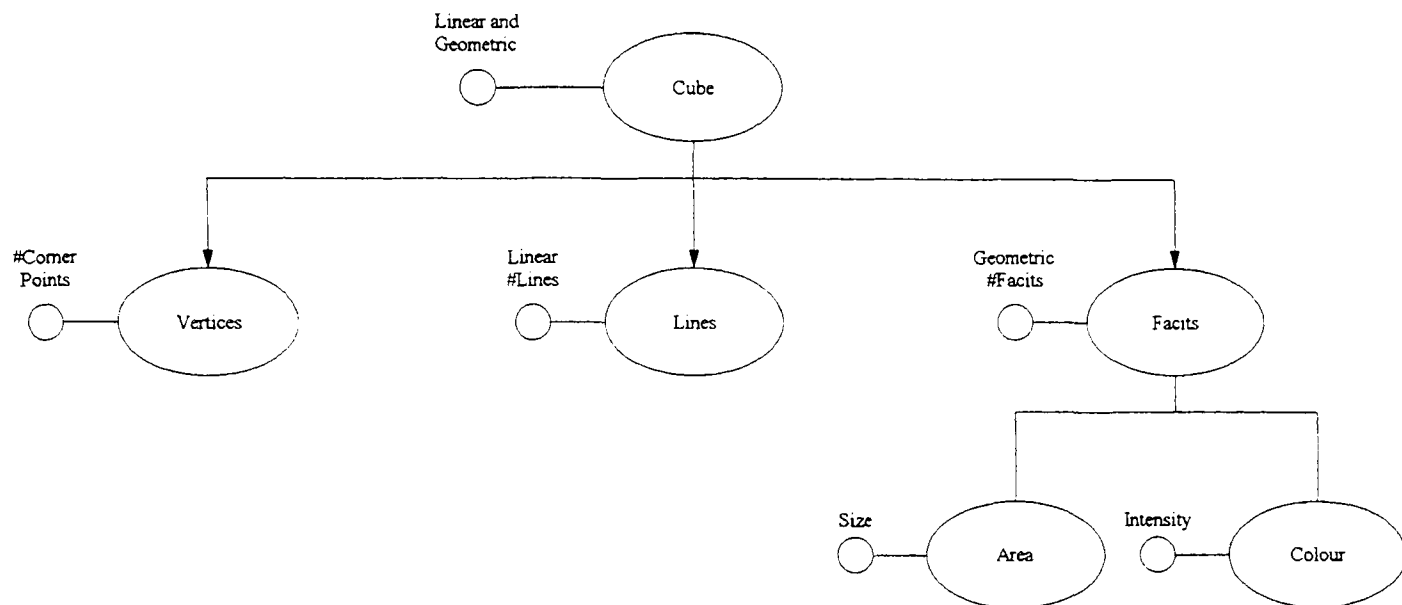 Linear and
Geometric
Cube
#Corner
Points
Vertices
Linear
#Lines
Lines
Geometric
#Facits
Facits
Size
Area
Intensity
Colour